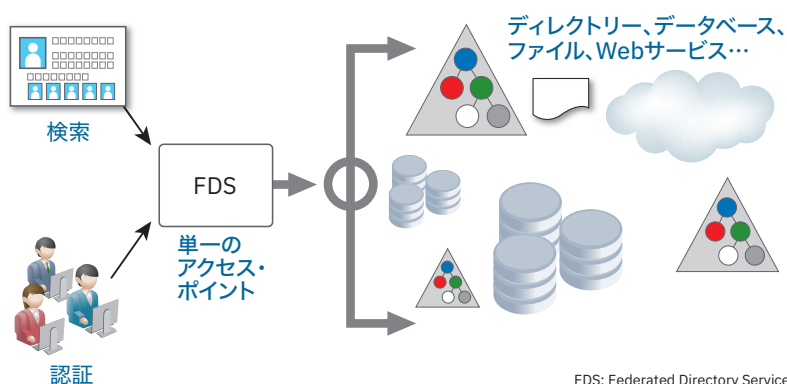 ディレクトリー、データベース、
ファイル、Webサービス…
検索
FDS
単一の
アクセス・
ポイント
認証
FDS: Federated Directory Service